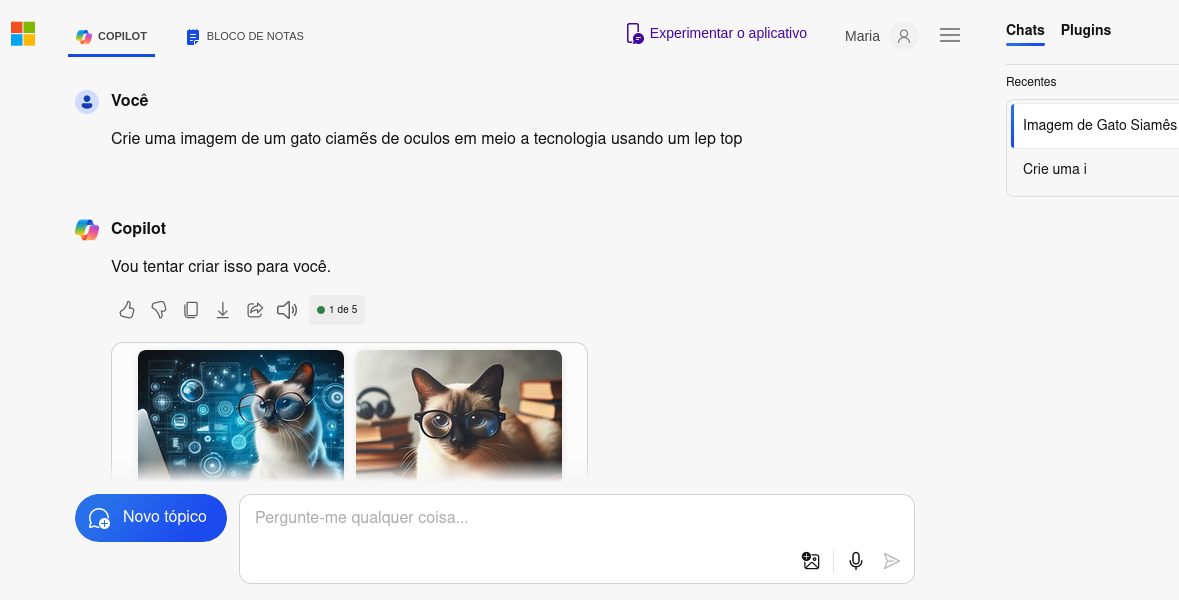 COPILOT
BLOCO DE NOTAS
Experimentar o aplicativo
Maria
Chats
Plugins
Recentes
Imagem de Gato Siamês
Crie uma i
Você
Crie uma imagem de um gato ciamẽs de oculos em meio a tecnologia usando um lep top
Copilot
Vou tentar criar isso para você.
1 de 5
Novo tópico
Pergunte-me qualquer coisa...